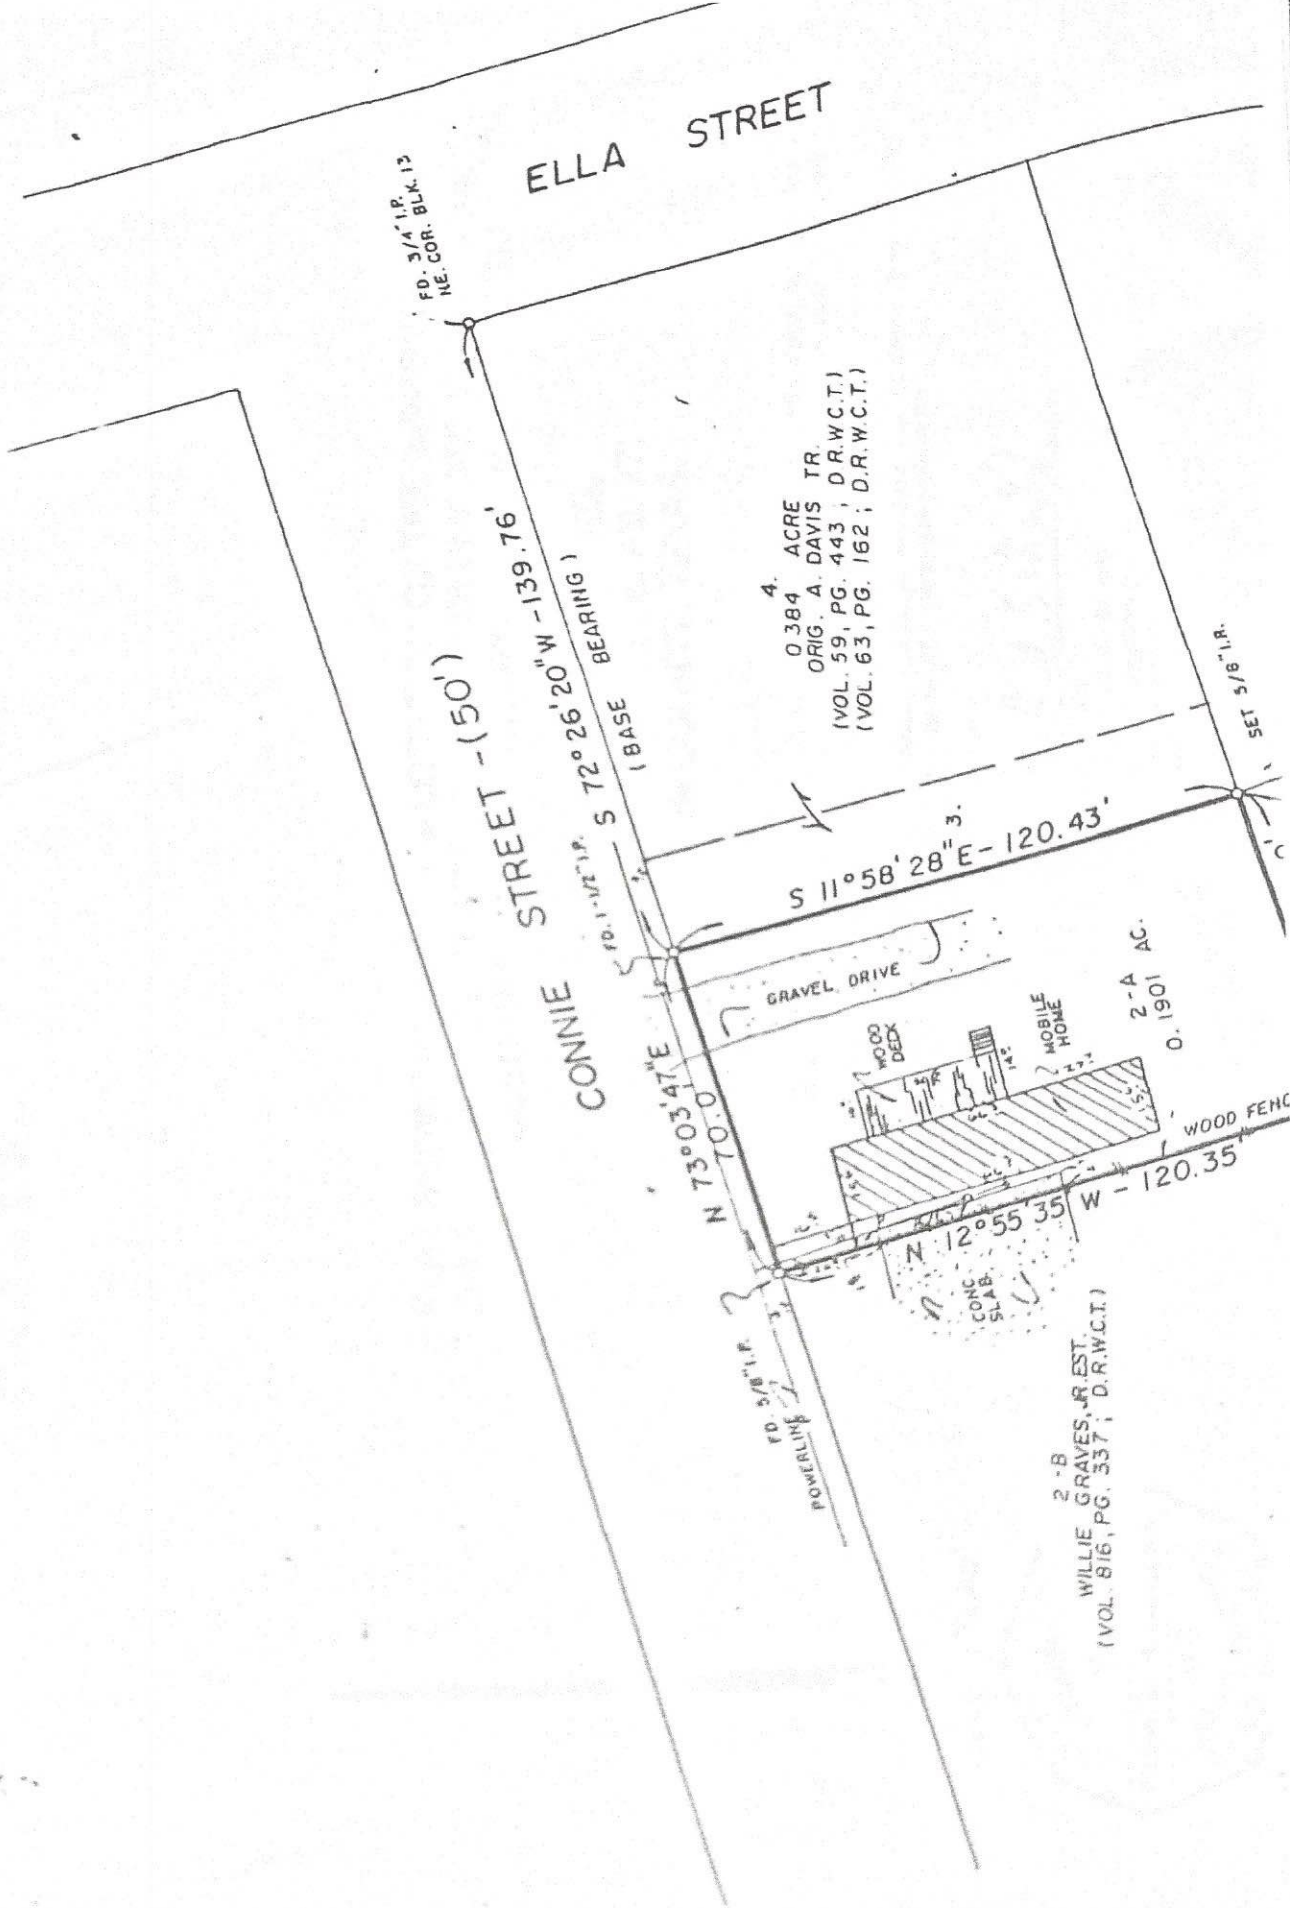 ELLA STREET
FD. 3/4" I.P.
NE. COR. BLK. 13
CONNIE STREET - (50')
S 72° 26' 20" W - 139.76'
(BASE BEARING)
4.
0.384 ACRE
ORIG. A. DAVIS TR.
(VOL. 59, PG. 443 ; D.R.W.C.T.)
(VOL. 63, PG. 162 ; D.R.W.C.T.)
FD. 1-1/2" I.P.
3.
S 11° 58' 28" E - 120.43'
SET 5/8" I.R.
N 73° 03' 47" E
70.0
GRAVEL DRIVE
WOOD
DECK
MOBILE
HOME
2-A
0.1901 AC.
WOOD FENC
N 12° 55' 35" W - 120.35'
CONC
SLAB
FD. 5/8" I.P.
POWERLINE
2-B
WILLIE GRAVES, JR. EST.
(VOL. 816, PG. 337 ; D.R.W.C.T.)